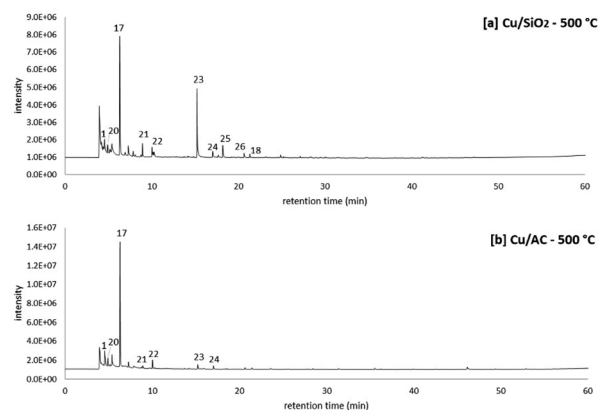 [a] Cu/SiO₂ - 500 °C
9.0E+06
8.0E+06
7.0E+06
6.0E+06
5.0E+06
4.0E+06
3.0E+06
2.0E+06
1.0E+06
0.0E+00
intensity
17
23
1
20
21
22
24
25
26
18
0 10 20 30 40 50 60
retention time (min)
[b] Cu/AC - 500 °C
1.6E+07
1.4E+07
1.2E+07
1.0E+07
8.0E+06
6.0E+06
4.0E+06
2.0E+06
0.0E+00
intensity
17
1
20
21
22
23
24
0 10 20 30 40 50 60
retention time (min)